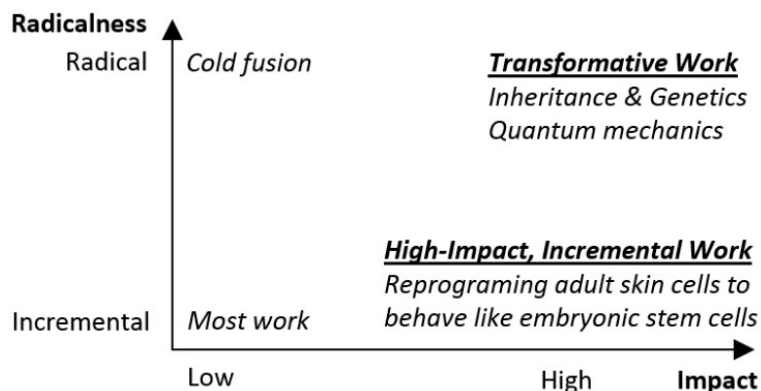 Radicalness
Radical
Cold fusion
Transformative Work
Inheritance & Genetics
Quantum mechanics
High-Impact, Incremental Work
Reprograming adult skin cells to
Incremental
Most work
behave like embryonic stem cells
Low
High
Impact